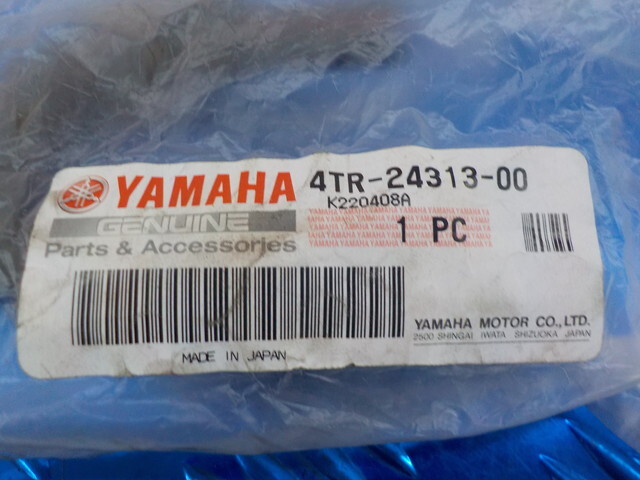 YAMAHA 4TR-24313-00
K220408A
GENUINE
Parts & Accessories
1 PC
YAMAHA MOTOR CO., LTD.
2500 SHINGAI IWATA SHIZUOKA JAPAN
MADE IN JAPAN